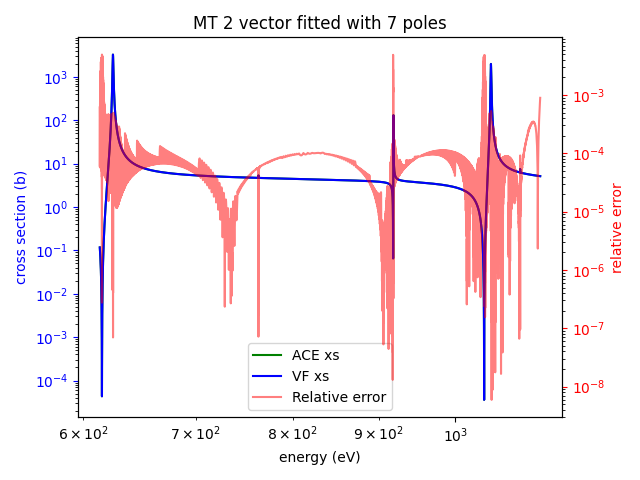 MT 2 vector fitted with 7 poles
10³
10²
10¹
10⁰
10⁻¹
10⁻²
10⁻³
10⁻⁴
cross section (b)
10⁻³
10⁻⁴
10⁻⁵
10⁻⁶
10⁻⁷
10⁻⁸
relative error
ACE xs
VF xs
Relative error
6 × 10² 7 × 10² 8 × 10² 9 × 10² 10³
energy (eV)